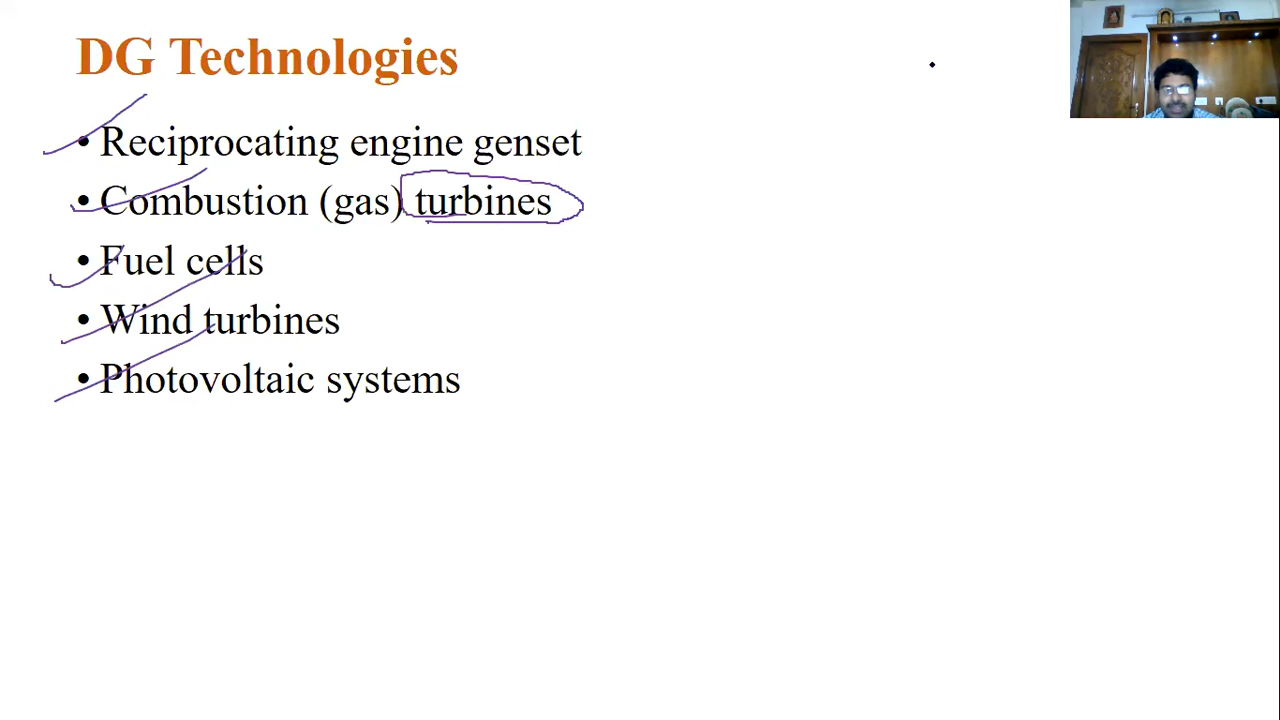 DG Technologies
• Reciprocating engine genset
• Combustion (gas) turbines
• Fuel cells
• Wind turbines
• Photovoltaic systems